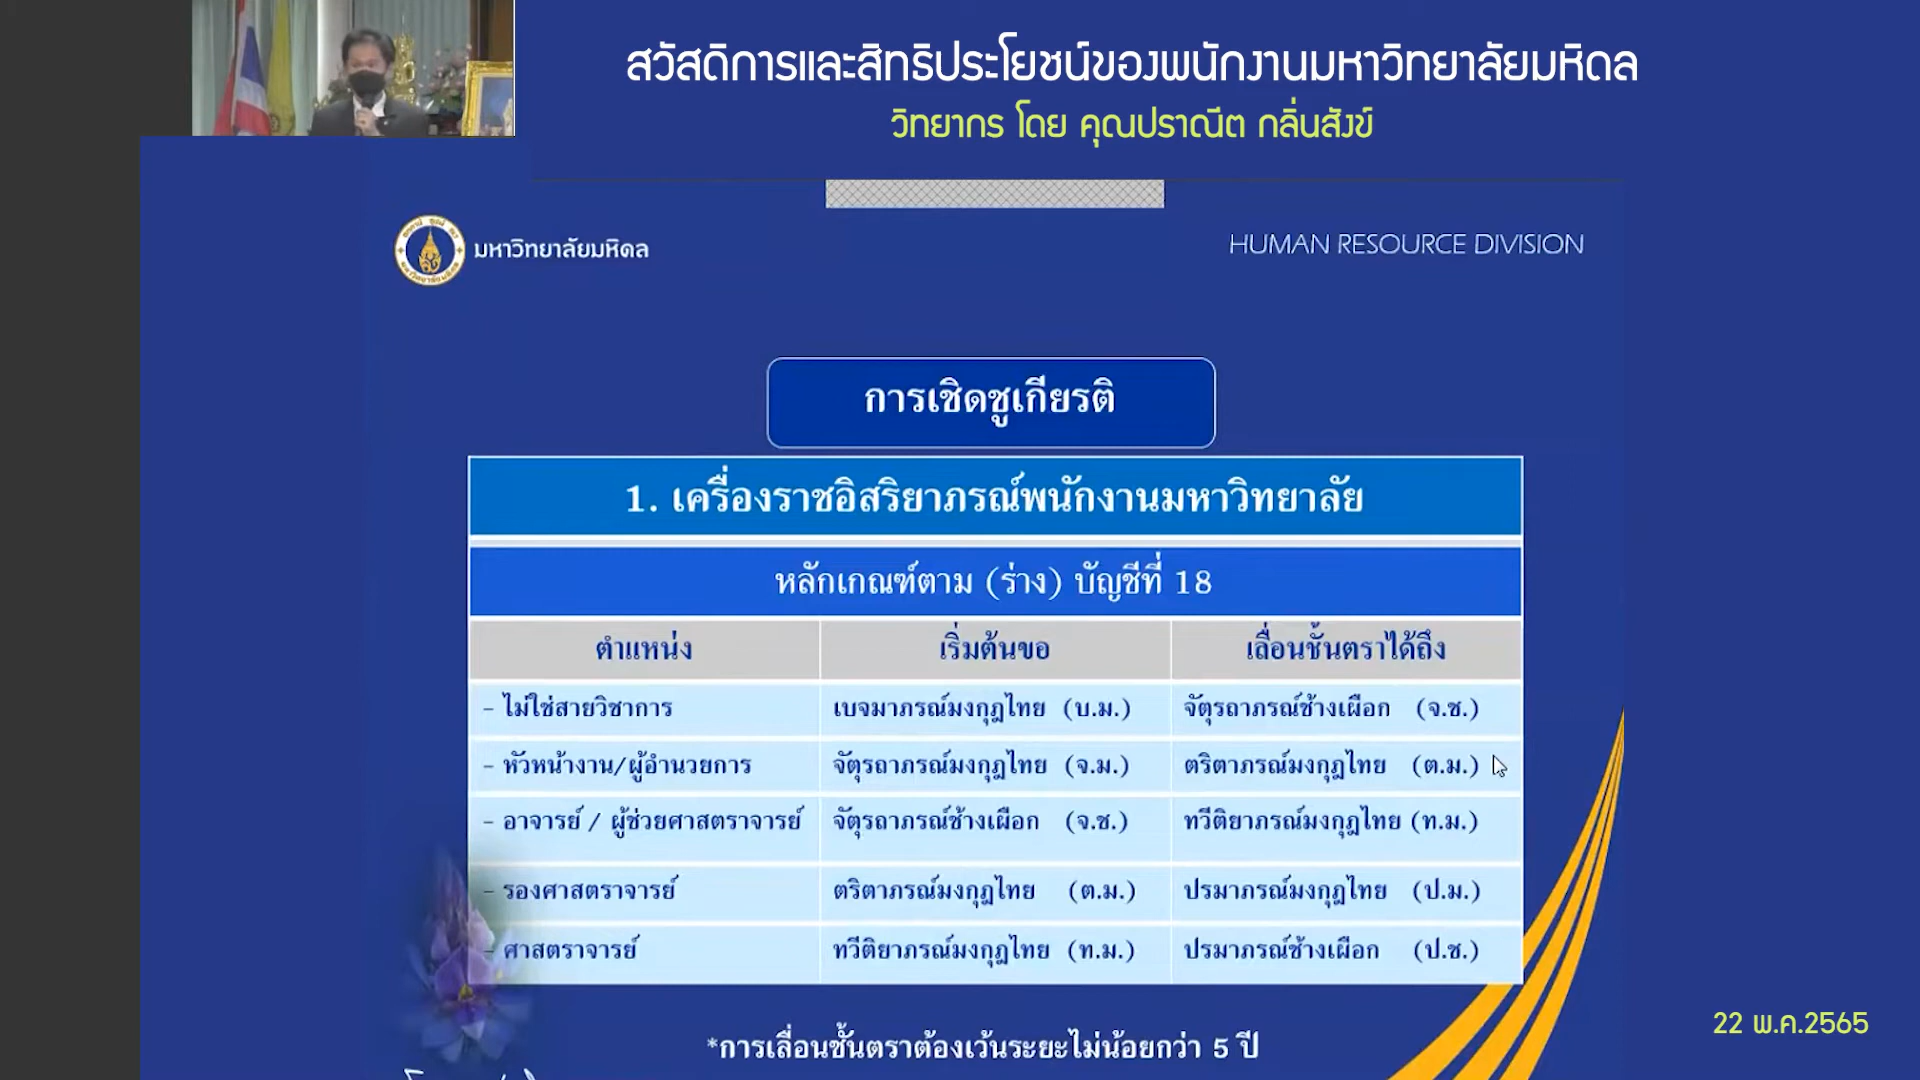 สวัสดิการและสิทธิประโยชน์ของพนักงานมหาวิทยาลัยมหิดล
วิทยากร โดย คุณปราณีต กลิ่นสังข์
มหาวิทยาลัยมหิดล
HUMAN RESOURCE DIVISION
การเชิดชูเกียรติ
1. เครื่องราชอิสริยาภรณ์พนักงานมหาวิทยาลัย
หลักเกณฑ์ตาม (ร่าง) บัญชีที่ 18
ตำแหน่ง เริ่มต้นขอ เลื่อนชั้นตราได้ถึง
- ไม่ใช่สายวิชาการ เบจมาภรณ์มงกุฎไทย (บ.ม.) จัตุรถาภรณ์ช้างเผือก (จ.ช.)
- หัวหน้างาน/ผู้อำนวยการ จัตุรถาภรณ์มงกุฎไทย (จ.ม.) ตริตาภรณ์มงกุฎไทย (ต.ม.)
- อาจารย์ / ผู้ช่วยศาสตราจารย์ จัตุรถาภรณ์ช้างเผือก (จ.ช.) ทวีติยาภรณ์มงกุฎไทย (ท.ม.)
- รองศาสตราจารย์ ตริตาภรณ์มงกุฎไทย (ต.ม.) ปรมาภรณ์มงกุฎไทย (ป.ม.)
- ศาสตราจารย์ ทวีติยาภรณ์มงกุฎไทย (ท.ม.) ปรมาภรณ์ช้างเผือก (ป.ช.)
*การเลื่อนชั้นตราต้องเว้นระยะไม่น้อยกว่า 5 ปี
22 พ.ค.2565